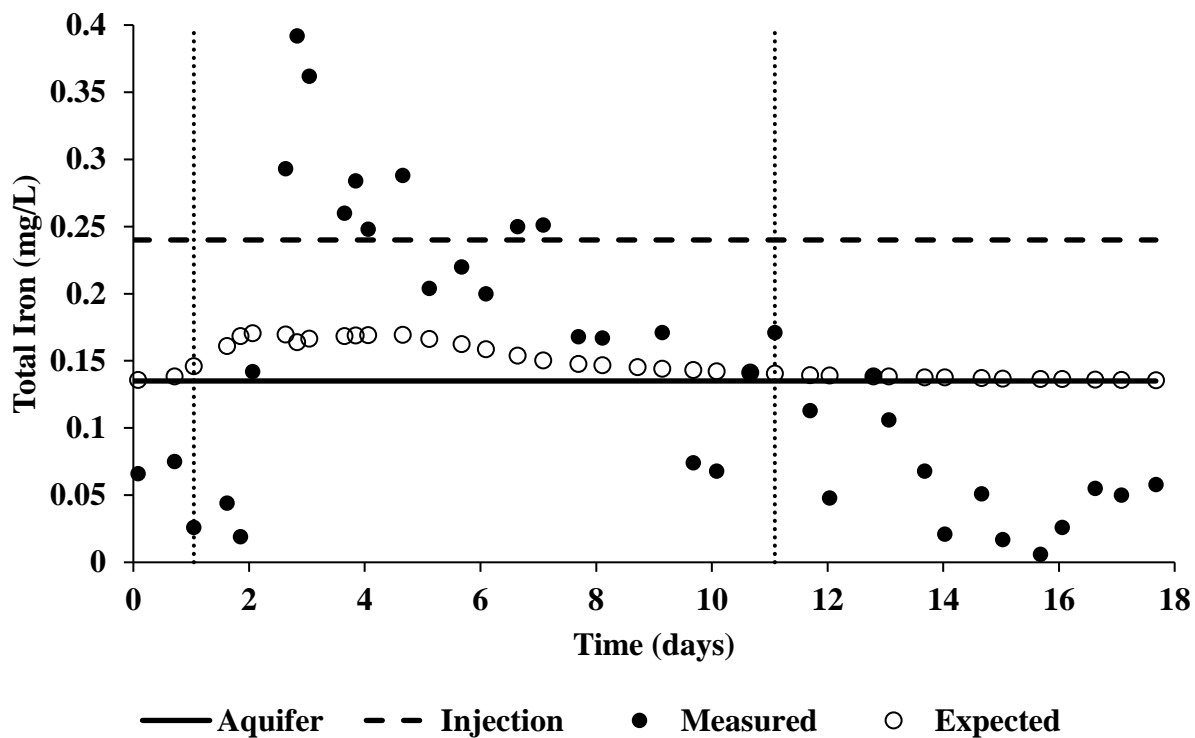 0.4
0.35
0.3
0.25
0.2
0.15
0.1
0.05
0
Total Iron (mg/L)
0 2 4 6 8 10 12 14 16 18
Time (days)
Aquifer Injection Measured Expected